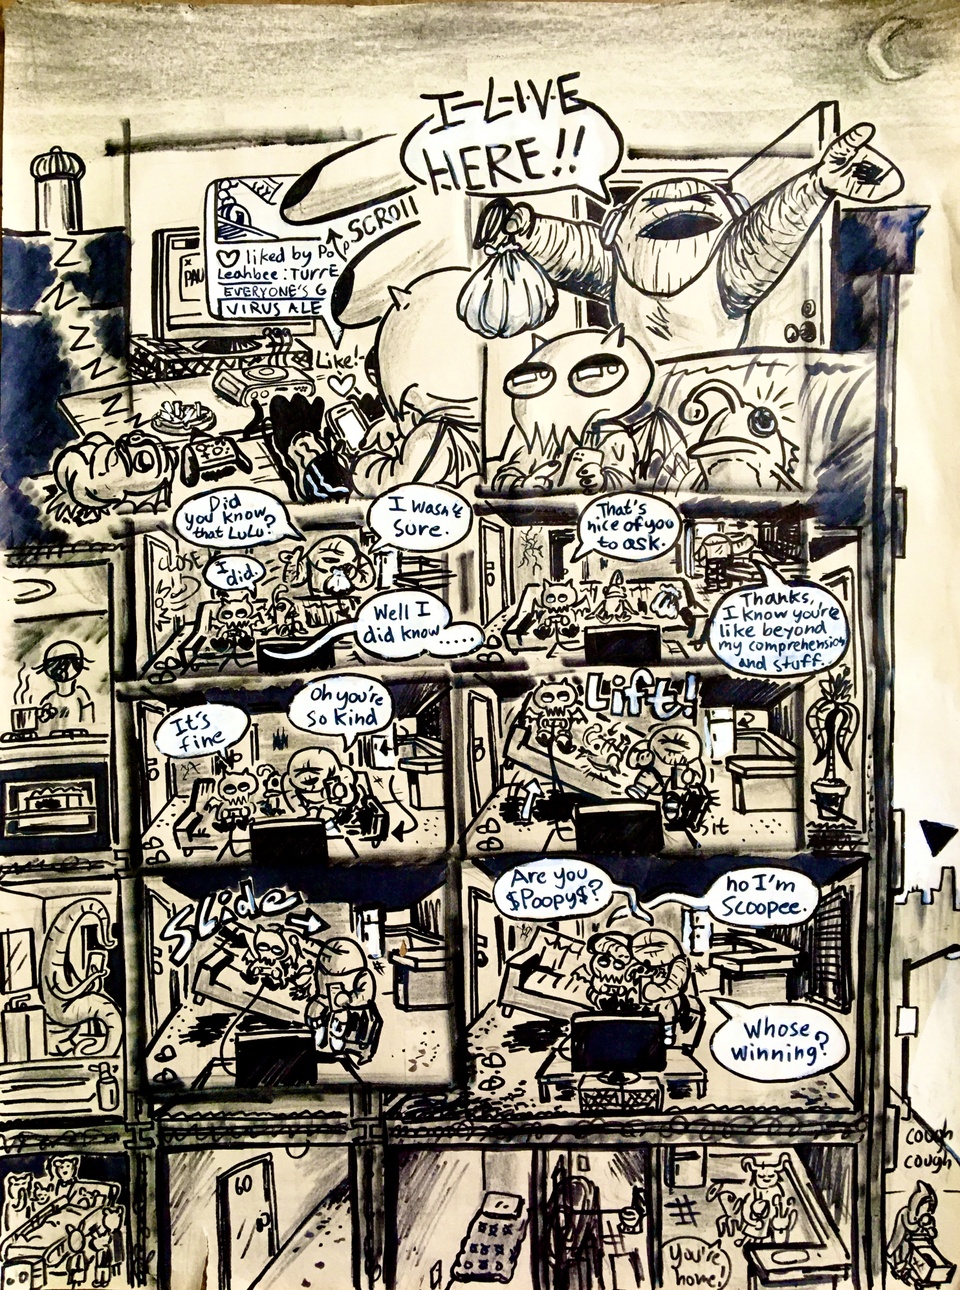 I-L-I-V-E
HERE!!
SCROll
liked by Po
Leahbee: TurrE
EVERYONE'S G
VIRUS ALE
PAU
Like!
Z
Z
Z
Z
Z
Did
you know?
that LuLu?
I wasn't
sure.
I
did.
Well I
did know.....
That's
nice of you
to ask.
Thanks,
I know you're
like beyond
my comprehension
and stuff..
It's
fine
Oh you're
so kind
Lift!
sit
Slide
Are you
$Poopy$?
no I'm
Scoopee.
Whose
winning?
cough
cough
60
#
You're
home!